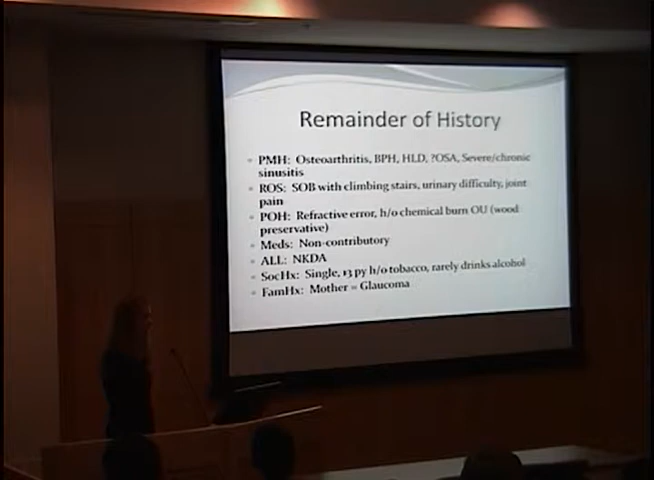 Remainder of History
PMH: Osteoarthritis, BPH, HLD, ?OSA, Severe/chronic
sinusitis
ROS: SOB with climbing stairs, urinary difficulty, joint
pain
POH: Refractive error, h/o chemical burn OU (wood
preservative)
Meds: Non-contributory
ALL: NKDA
SocHx: Single, 13 py h/o tobacco, rarely drinks alcohol
FamHx: Mother = Glaucoma